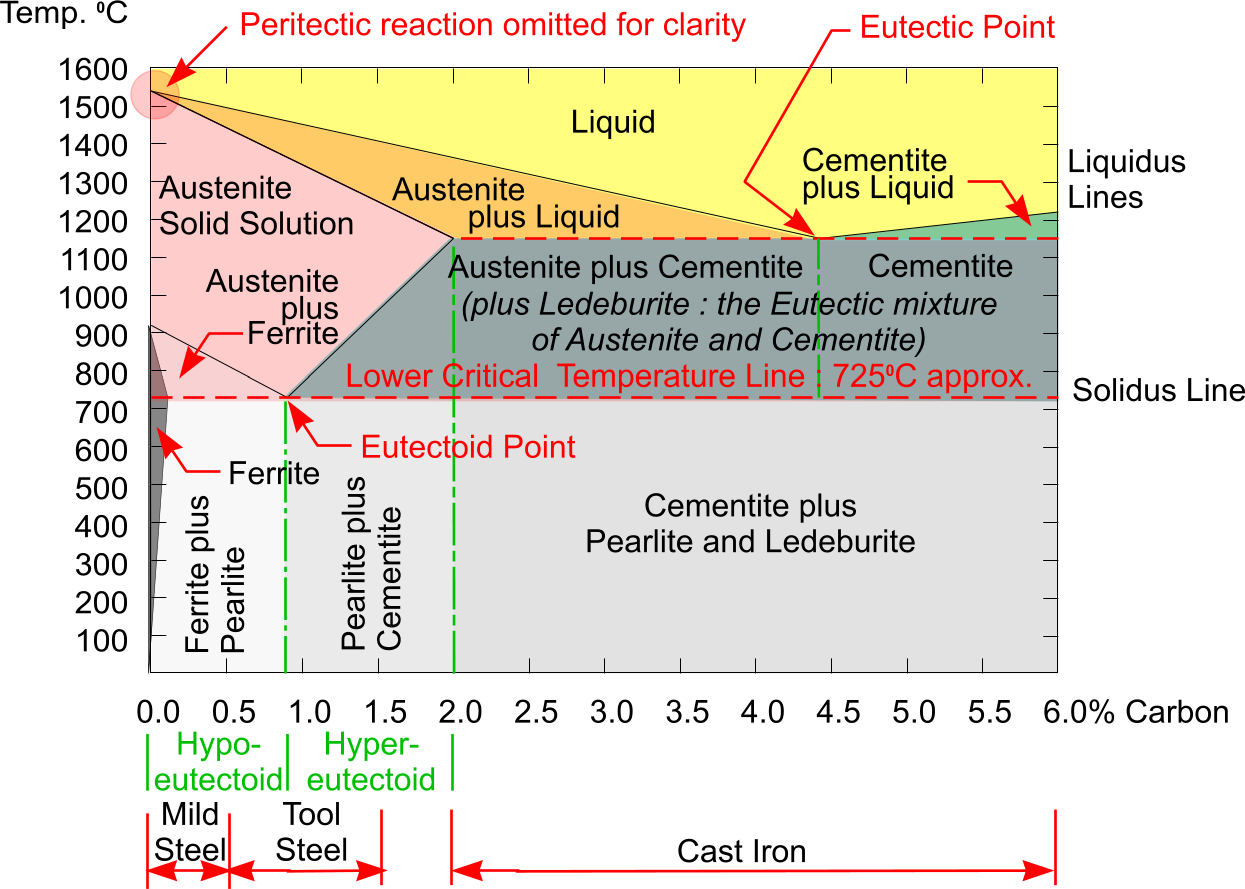 Temp. ⁰C
Peritectic reaction omitted for clarity
Eutectic Point
1600
1500
1400
1300
1200
1100
1000
900
800
700
600
500
400
300
200
100
Liquid
Cementite
plus Liquid
Liquidus
Lines
Austenite
Solid Solution
Austenite
plus Liquid
Austenite
plus
Ferrite
Austenite plus Cementite
Cementite
(plus Ledeburite : the Eutectic mixture
of Austenite and Cementite)
Lower Critical Temperature Line : 725⁰C approx.
Solidus Line
Eutectoid Point
Ferrite
Ferrite plus
Pearlite
Pearlite plus
Cementite
Cementite plus
Pearlite and Ledeburite
0.0 0.5 1.0 1.5 2.0 2.5 3.0 3.5 4.0 4.5 5.0 5.5 6.0% Carbon
Hypo-
eutectoid
Hyper-
eutectoid
Mild
Steel
Tool
Steel
Cast Iron